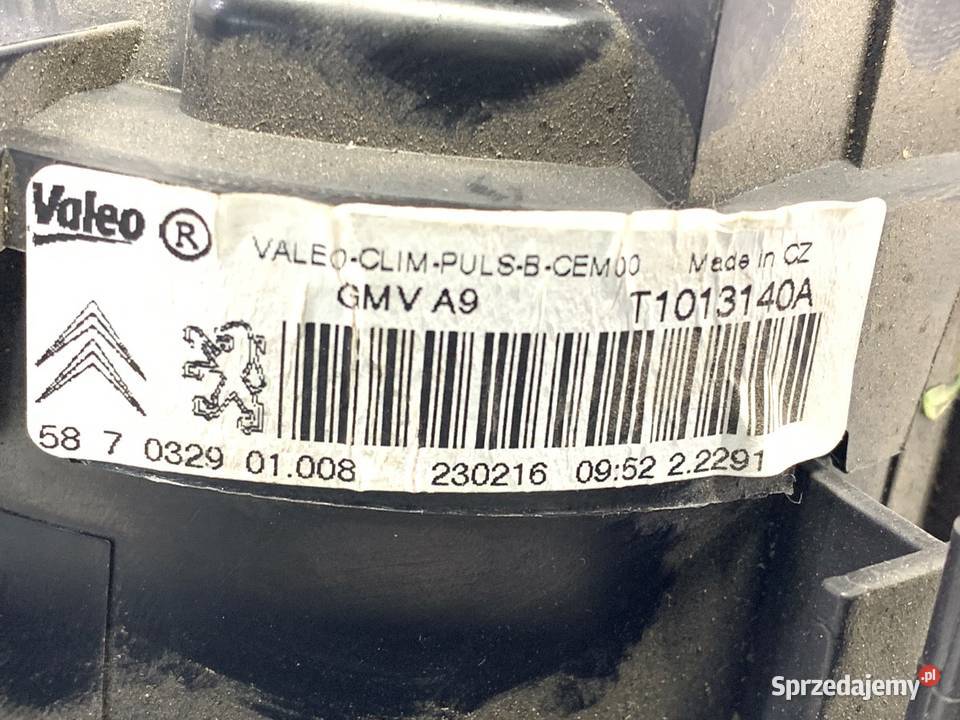 Valeo ®
VALEO-CLIM-PULS-B-CEM00 Made in CZ
GMV A9 T1013140A
58 7 0329 01.008 230216 09:52 2.2291
Sprzedajemy.pl